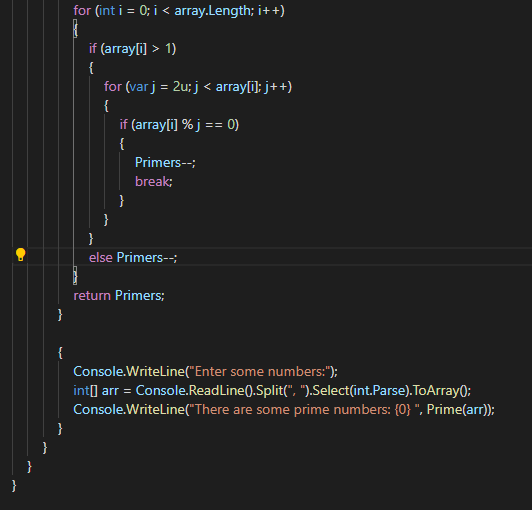 for (int i = 0; i < array.Length; i++)
{
if (array[i] > 1)
{
for (var j = 2u; j < array[i]; j++)
{
if (array[i] % j == 0)
{
Primers--;
break;
}
}
}
else Primers--;
}
return Primers;
}
{
Console.WriteLine("Enter some numbers:");
int[] arr = Console.ReadLine().Split(", ").Select(int.Parse).ToArray();
Console.WriteLine("There are some prime numbers: {0} ", Prime(arr));
}
}
}
}